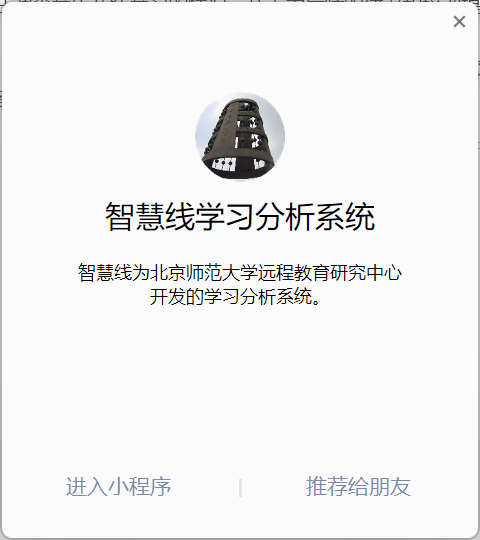 智慧线学习分析系统
智慧线为北京师范大学远程教育研究中心
开发的学习分析系统。
进入小程序 | 推荐给朋友